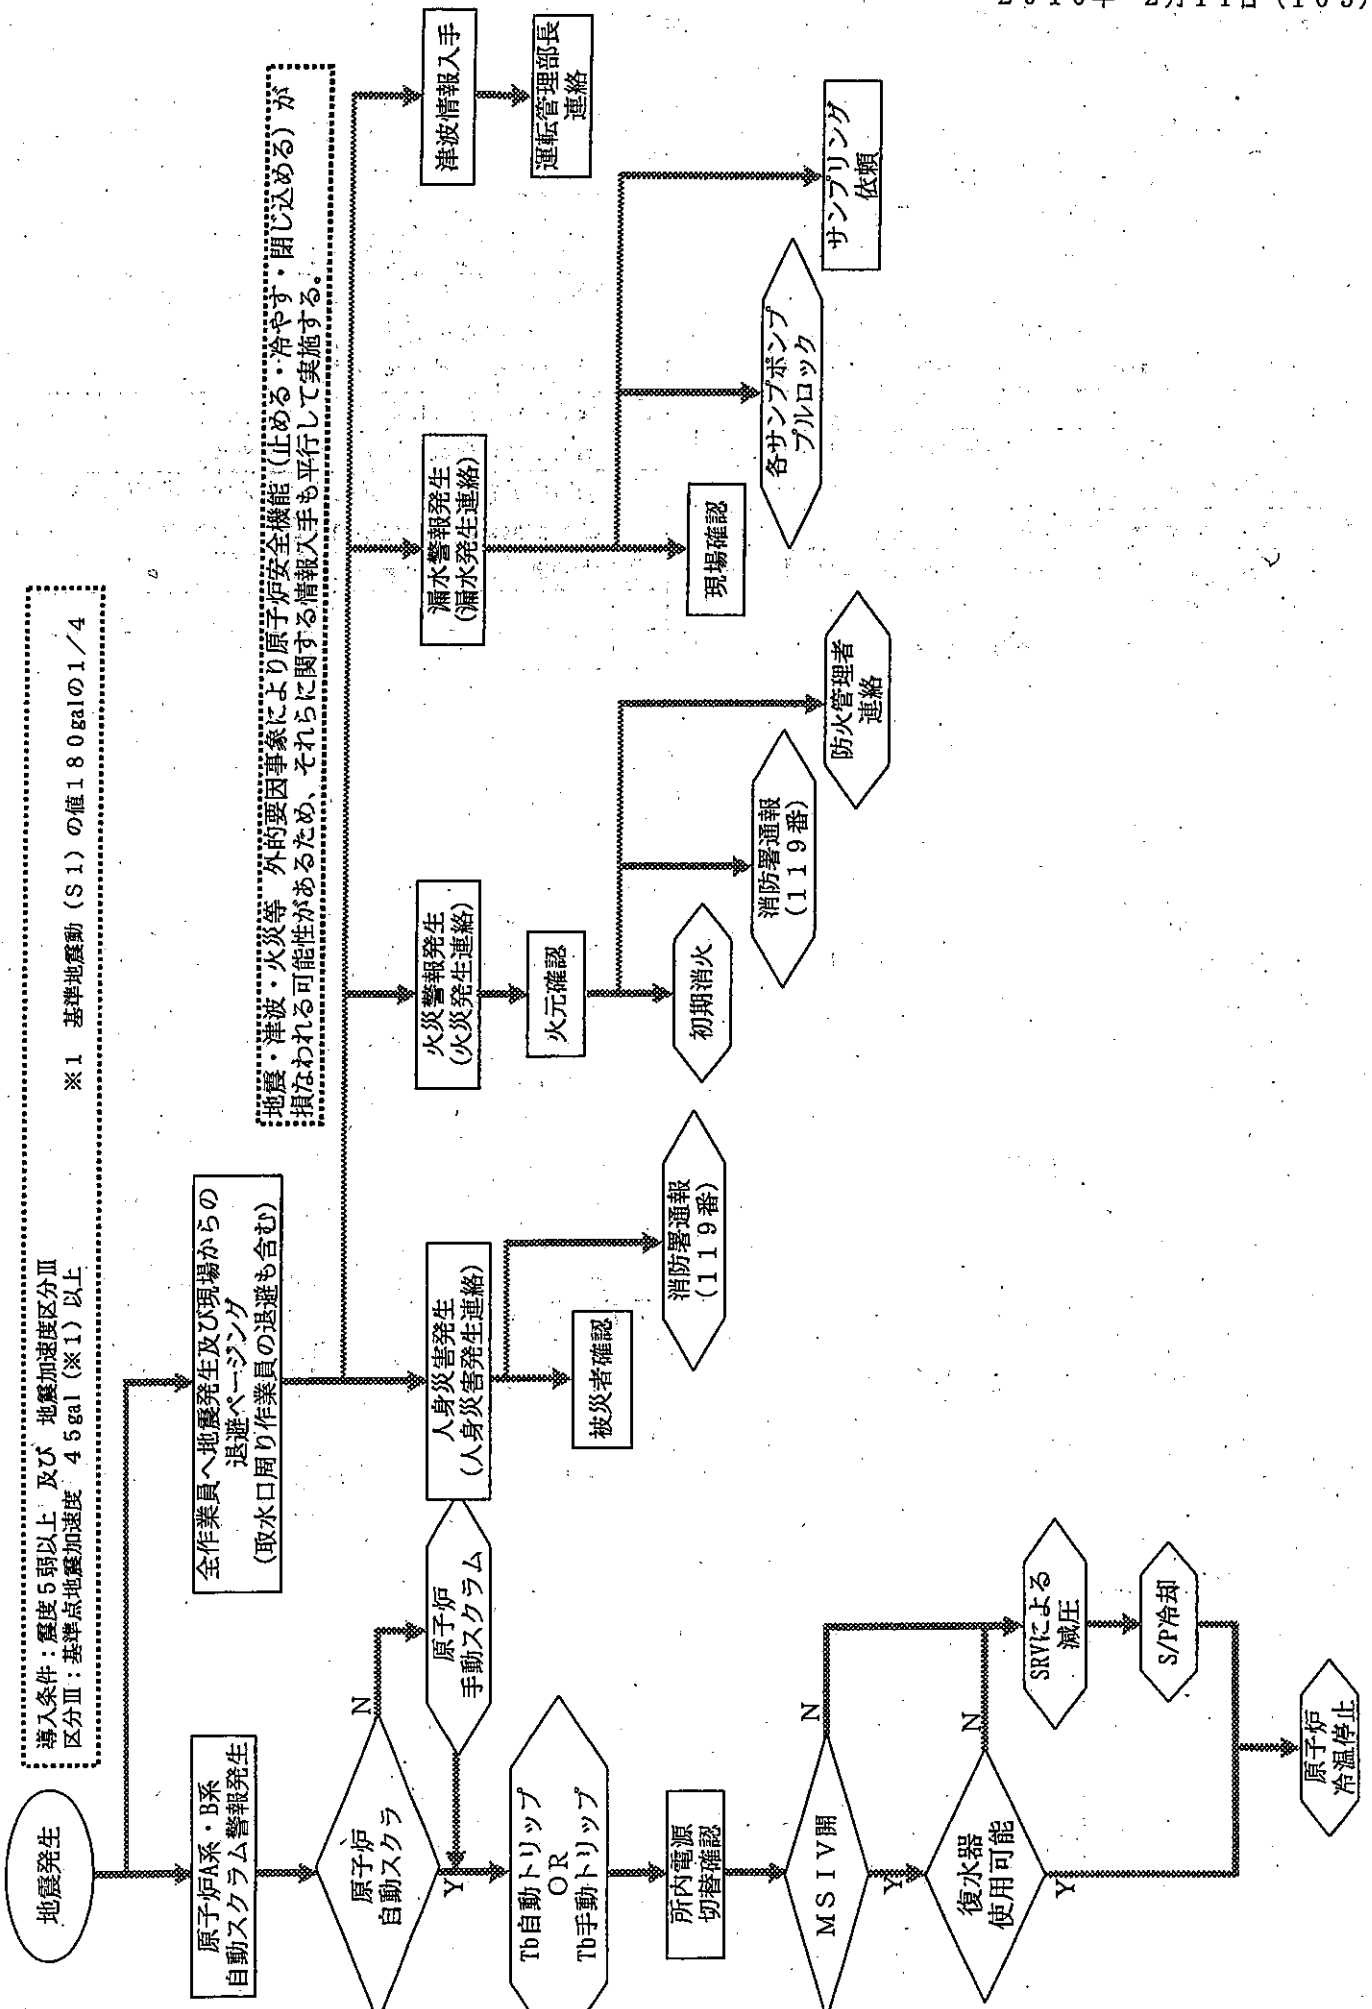 地震発生
導入条件：震度５弱以上　及び　地震加速度区分Ⅲ
区分Ⅲ：基準点地震加速度　４５gal（※１）以上
※１　基準地震動（Ｓ１）の値１８０galの１／４
原子炉A系・B系
自動スクラム警報発生
全作業員へ地震発生及び現場からの
退避ページング
（取水口周り作業員の退避も含む）
地震・津波・火災等　外的要因事象により原子炉安全機能（止める・冷やす・閉じ込める）が
損なわれる可能性があるため、それらに関する情報入手も平行して実施する。
原子炉
自動スクラ
N
Y
原子炉
手動スクラム
人身災害発生
（人身災害発生連絡）
火災警報発生
（火災発生連絡）
漏水警報発生
（漏水発生連絡）
津波情報入手
Tb自動トリップ
OR
Tb手動トリップ
被災者確認
火元確認
運転管理部長
連絡
所内電源
切替確認
消防署通報
（１１９番）
初期消火
現場確認
ＭＳＩＶ開
N
Y
消防署通報
（１１９番）
各サンプポンプ
プルロック
防火管理者
連絡
サンプリング
依頼
復水器
使用可能
N
Y
SRVによる
減圧
S/P冷却
原子炉
冷温停止